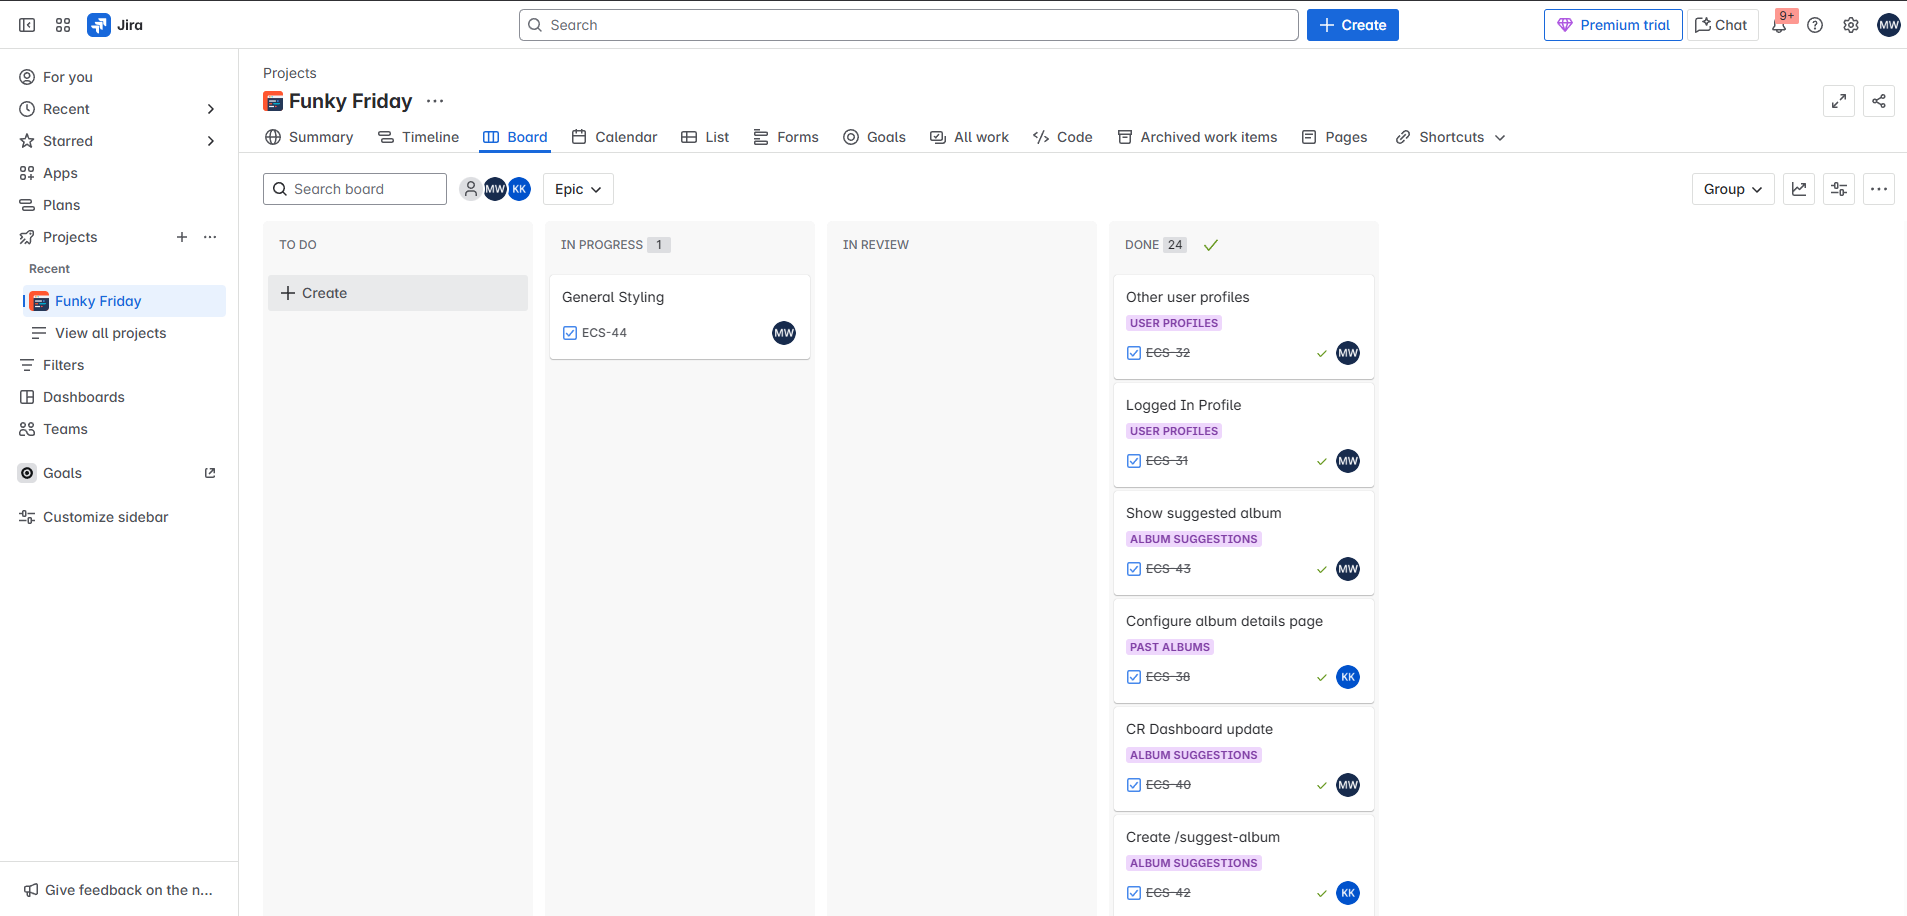 Jira
Search
Create
Premium trial
Chat
9+
MW
For you
Recent
Starred
Apps
Plans
Projects
Recent
Funky Friday
View all projects
Filters
Dashboards
Teams
Goals
Customize sidebar
Give feedback on the n...
Projects
Funky Friday
Summary
Timeline
Board
Calendar
List
Forms
Goals
All work
Code
Archived work items
Pages
Shortcuts
Search board
MW
KK
Epic
Group
TO DO
Create
IN PROGRESS 1
General Styling
ECS-44
MW
IN REVIEW
DONE 24
Other user profiles
USER PROFILES
ECS-32
MW
Logged In Profile
USER PROFILES
ECS-31
MW
Show suggested album
ALBUM SUGGESTIONS
ECS-43
MW
Configure album details page
PAST ALBUMS
ECS-38
KK
CR Dashboard update
ALBUM SUGGESTIONS
ECS-40
MW
Create /suggest-album
ALBUM SUGGESTIONS
ECS-42
KK